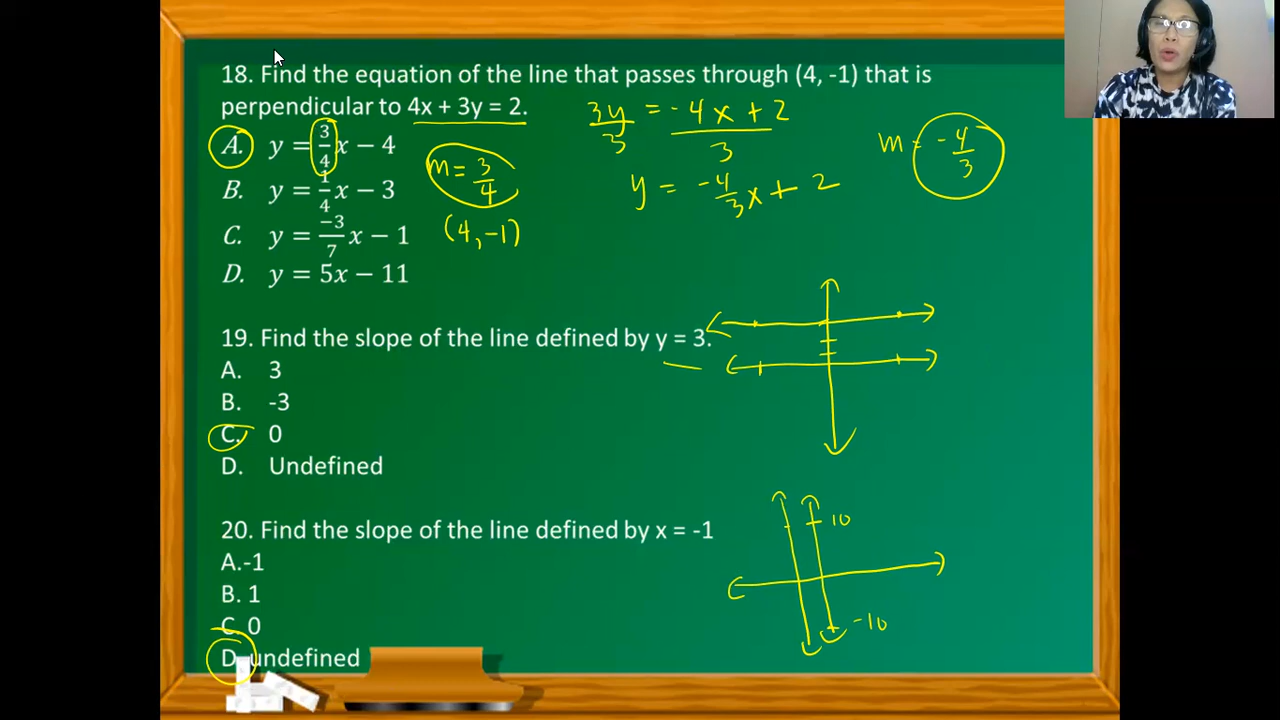 18. Find the equation of the line that passes through (4, -1) that is
perpendicular to 4x + 3y = 2.
A. y = 3/4 x − 4
B. y = 1/4 x − 3
C. y = −3/7 x − 1
D. y = 5x − 11
m = 3/4
(4, -1)
3y/3 = -4x + 2/3
y = -4/3 x + 2
m = -4/3
19. Find the slope of the line defined by y = 3.
A. 3
B. -3
C. 0
D. Undefined
20. Find the slope of the line defined by x = -1
A.-1
B. 1
C. 0
D. undefined
10
-10